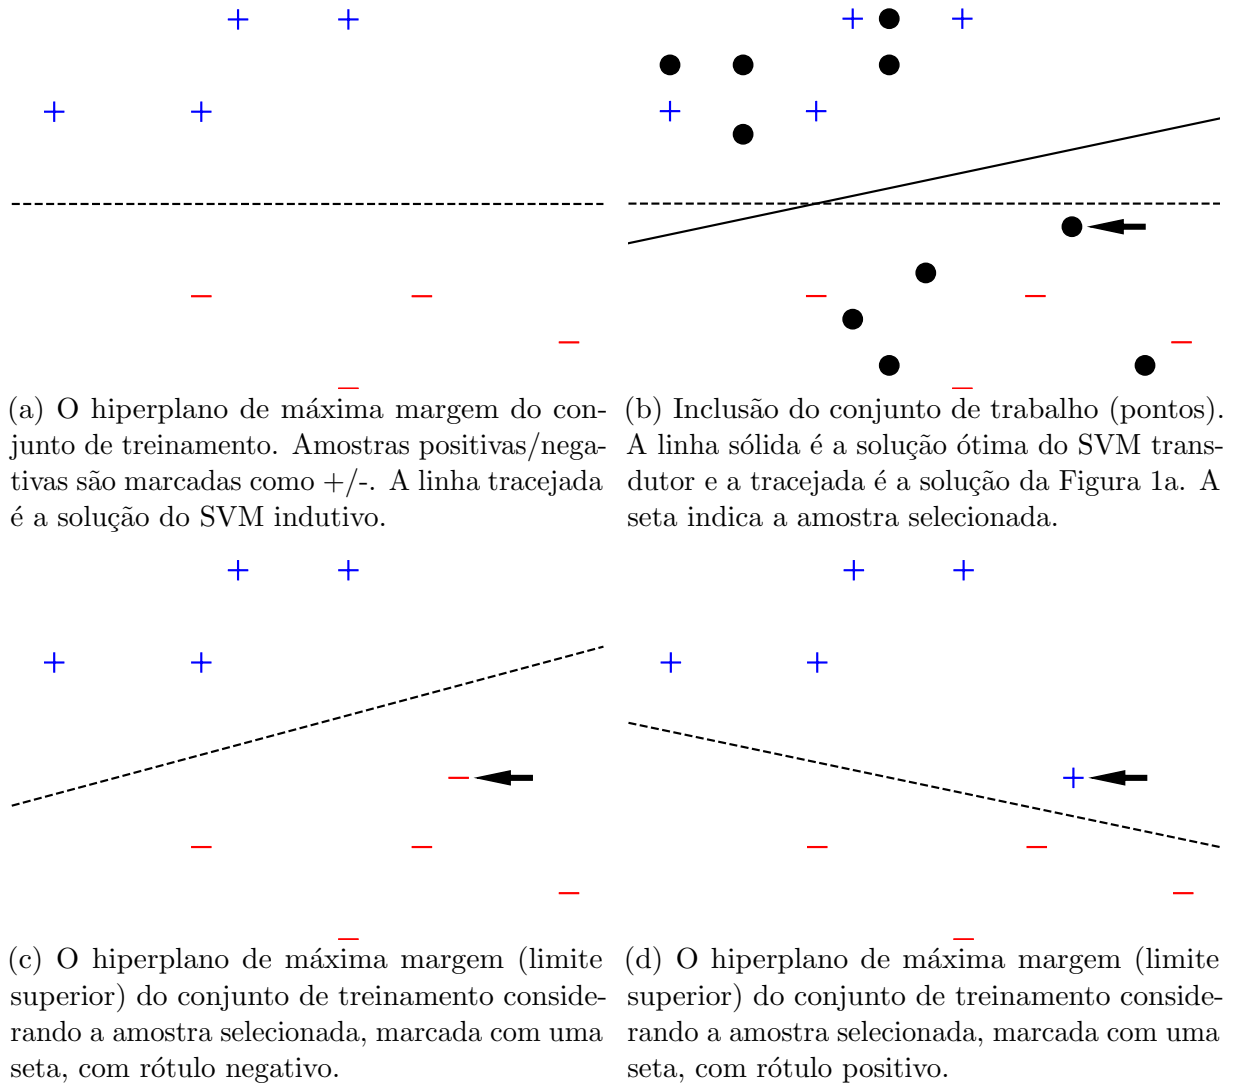 (a) O hiperplano de máxima margem do con-
junto de treinamento. Amostras positivas/nega-
tivas são marcadas como +/-. A linha tracejada
é a solução do SVM indutivo.
(b) Inclusão do conjunto de trabalho (pontos).
A linha sólida é a solução ótima do SVM trans-
dutor e a tracejada é a solução da Figura 1a. A
seta indica a amostra selecionada.
(c) O hiperplano de máxima margem (limite
superior) do conjunto de treinamento conside-
rando a amostra selecionada, marcada com uma
seta, com rótulo negativo.
(d) O hiperplano de máxima margem (limite
superior) do conjunto de treinamento conside-
rando a amostra selecionada, marcada com uma
seta, com rótulo positivo.